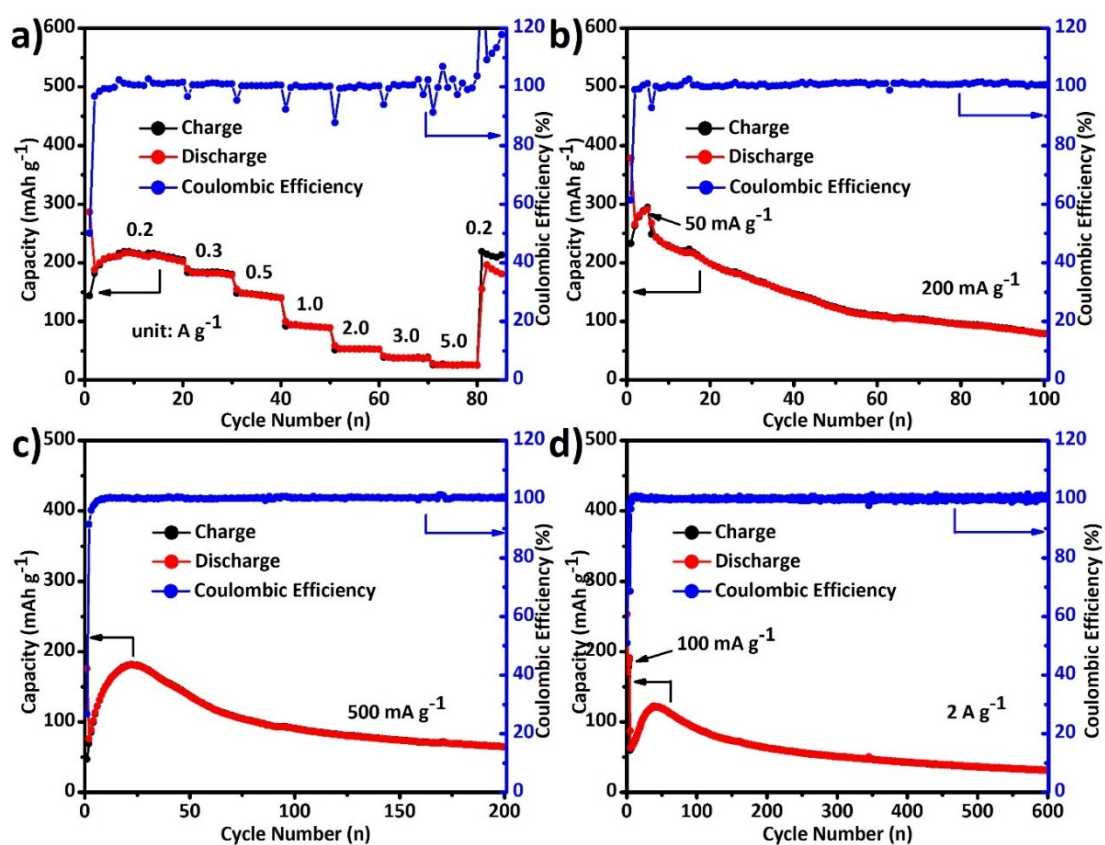 a)
600
500
400
300
200
100
0
Capacity (mAh g⁻¹)
120
100
80
60
40
20
0
Coulombic Efficiency (%)
Charge
Discharge
Coulombic Efficiency
0.2
0.3
0.5
1.0
2.0
3.0
5.0
0.2
unit: A g⁻¹
0 20 40 60 80
Cycle Number (n)
b)
600
500
400
300
200
100
0
Capacity (mAh g⁻¹)
120
100
80
60
40
20
0
Coulombic Efficiency (%)
Charge
Discharge
Coulombic Efficiency
50 mA g⁻¹
200 mA g⁻¹
0 20 40 60 80 100
Cycle Number (n)
c)
500
400
300
200
100
0
Capacity (mAh g⁻¹)
120
100
80
60
40
20
0
Coulombic Efficiency (%)
Charge
Discharge
Coulombic Efficiency
500 mA g⁻¹
0 50 100 150 200
Cycle Number (n)
d)
500
400
300
200
100
0
Capacity (mAh g⁻¹)
120
100
80
60
40
20
0
Coulombic Efficiency (%)
Charge
Discharge
Coulombic Efficiency
100 mA g⁻¹
2 A g⁻¹
0 100 200 300 400 500 600
Cycle Number (n)